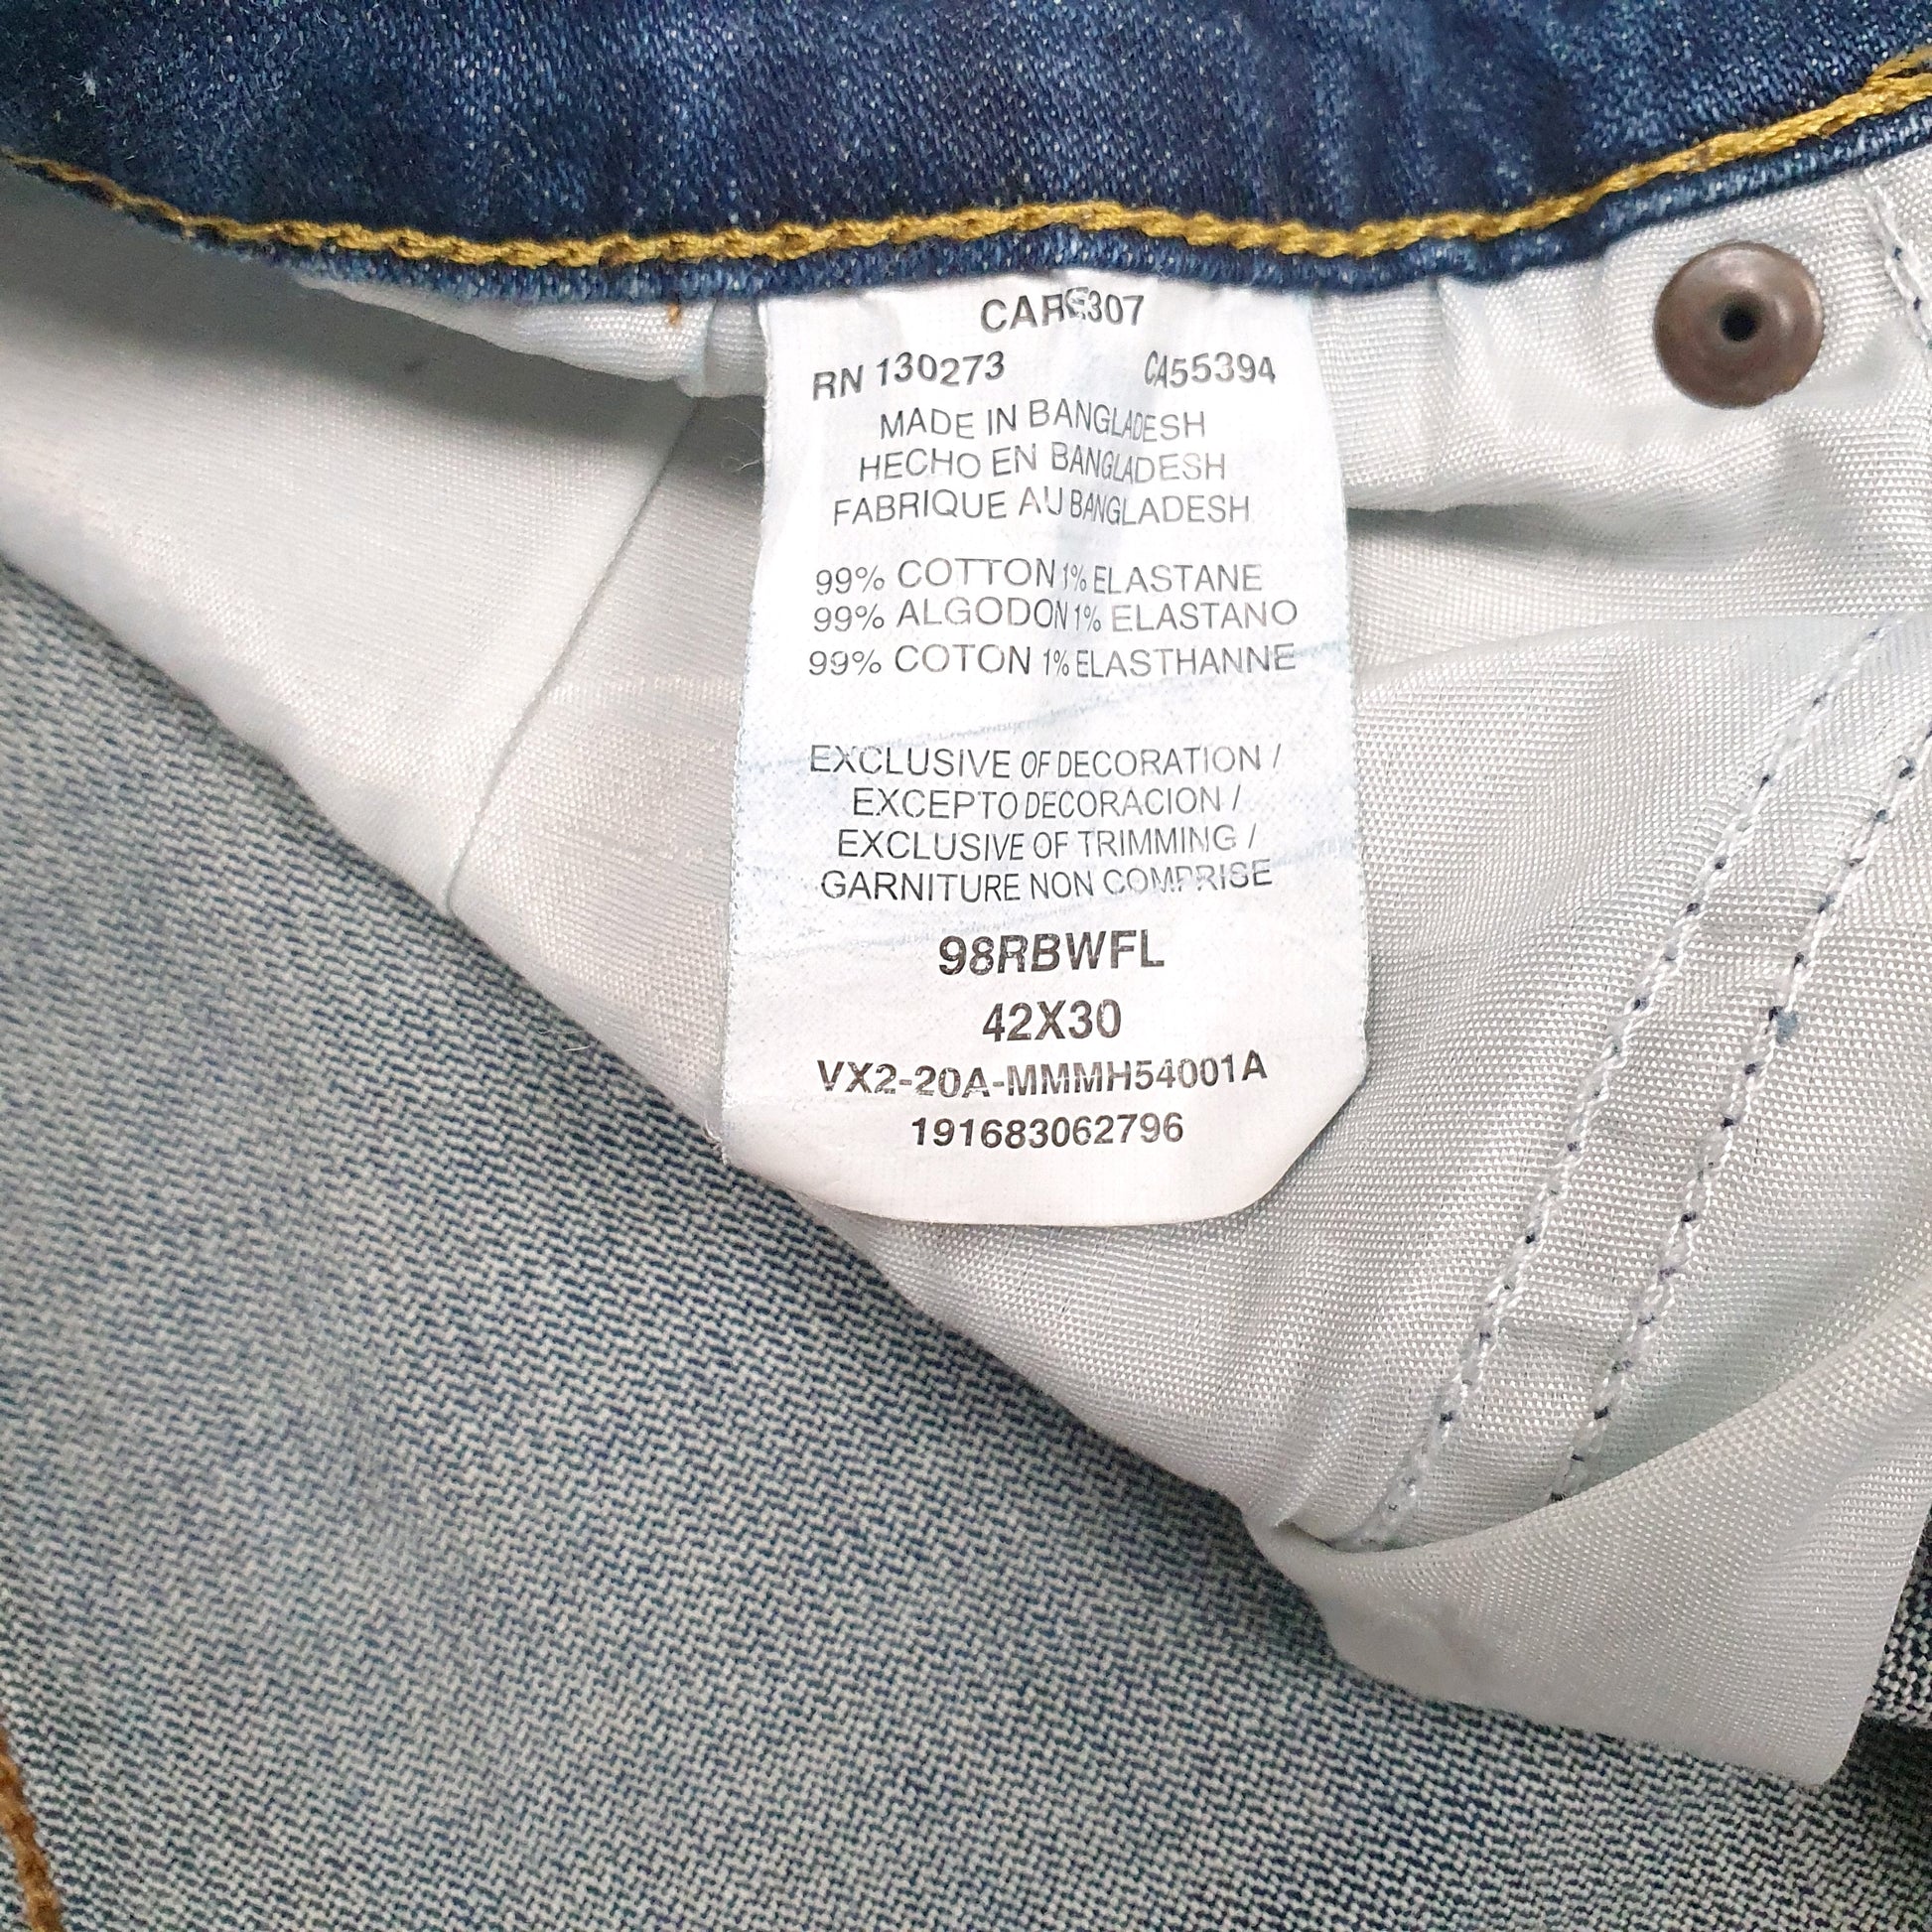 CARE307
RN 130273 CA55394
MADE IN BANGLADESH
HECHO EN BANGLADESH
FABRIQUE AU BANGLADESH
99% COTTON 1% ELASTANE
99% ALGODON 1% ELASTANO
99% COTON 1% ELASTHANNE
EXCLUSIVE OF DECORATION /
EXCEPTO DECORACION /
EXCLUSIVE OF TRIMMING /
GARNITURE NON COMPRISE
98RBWFL
42X30
VX2-20A-MMMH54001A
191683062796